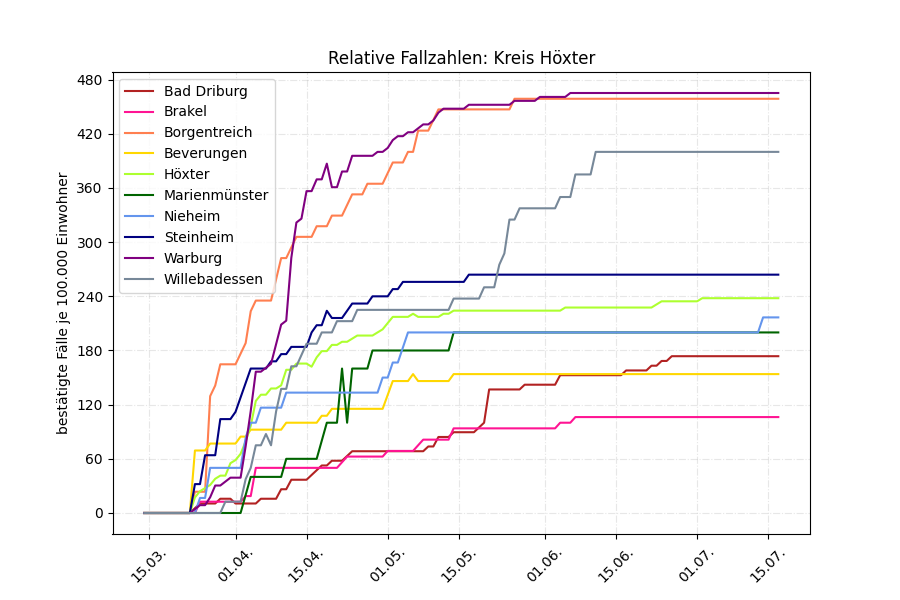 Relative Fallzahlen: Kreis Höxter
bestätigte Fälle je 100.000 Einwohner
480
420
360
300
240
180
120
60
0
Bad Driburg
Brakel
Borgentreich
Beverungen
Höxter
Marienmünster
Nieheim
Steinheim
Warburg
Willebadessen
15.03.
01.04.
15.04.
01.05.
15.05.
01.06.
15.06.
01.07.
15.07.